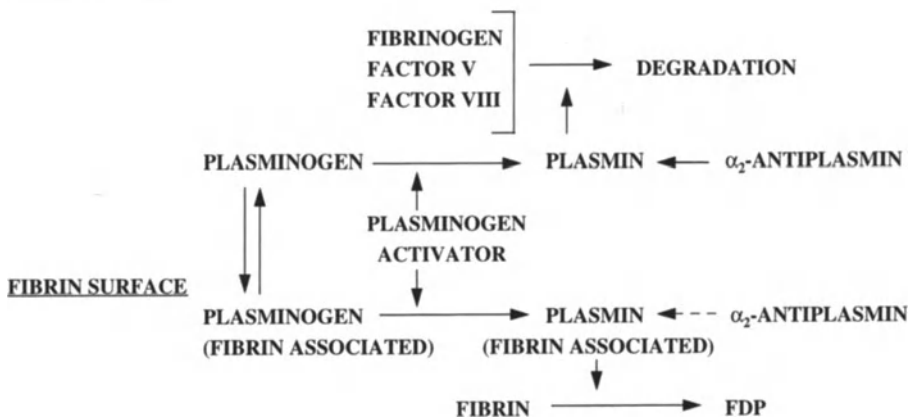 FIBRINOGEN
FACTOR V
FACTOR VIII
DEGRADATION
PLASMINOGEN
PLASMIN
α₂-ANTIPLASMIN
PLASMINOGEN
ACTIVATOR
FIBRIN SURFACE
PLASMINOGEN
(FIBRIN ASSOCIATED)
PLASMIN
(FIBRIN ASSOCIATED)
α₂-ANTIPLASMIN
FIBRIN
FDP